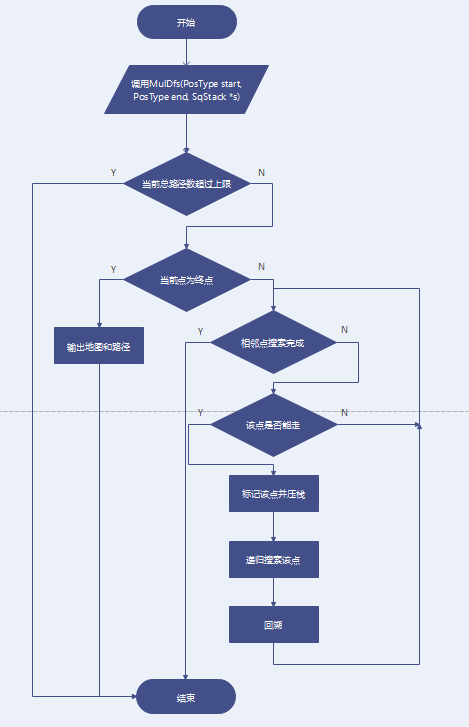 开始
调用MulDfs(PosType start,
PosType end, SqStack *s)
Y
当前总路径数超过上限
N
Y
当前点为终点
N
输出地图和路径
Y
相邻点搜索完成
N
Y
该点是否能走
N
标记该点并压栈
递归搜索该点
回溯
结束